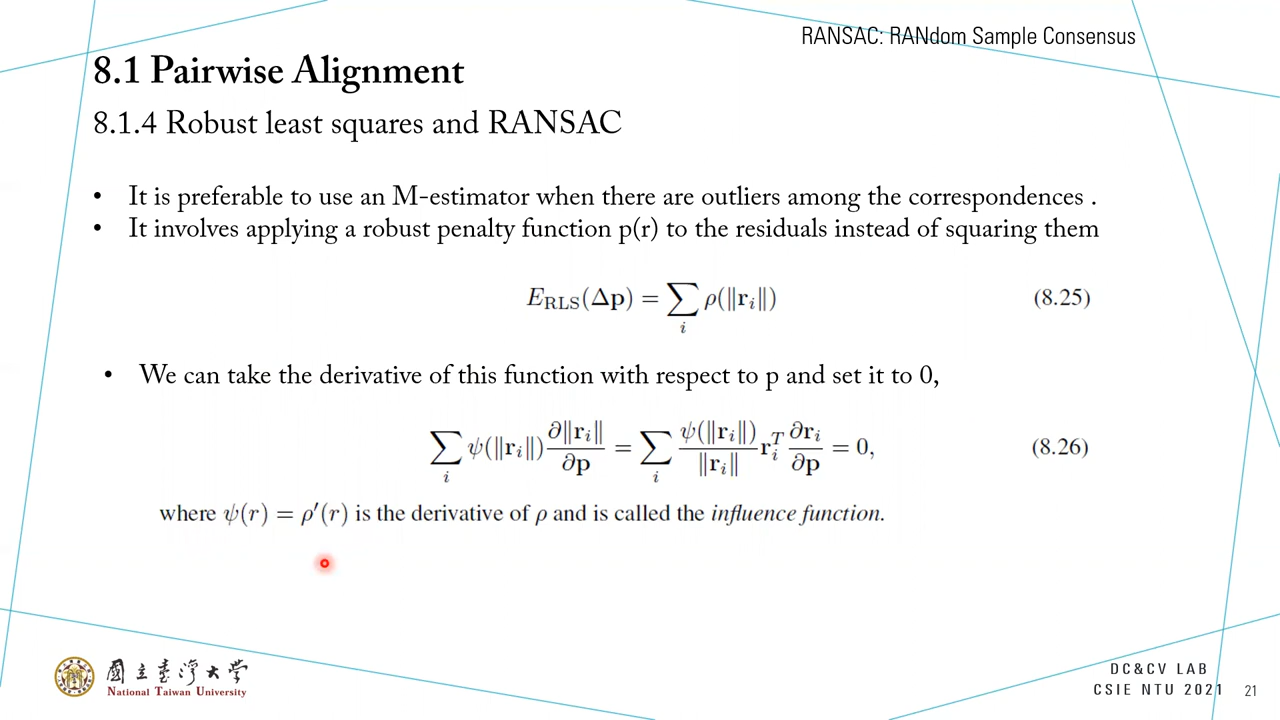 RANSAC: RANdom Sample Consensus
8.1 Pairwise Alignment
8.1.4 Robust least squares and RANSAC
• It is preferable to use an M-estimator when there are outliers among the correspondences .
• It involves applying a robust penalty function p(r) to the residuals instead of squaring them
E_RLS(Δp) = ∑_i ρ(‖r_i‖) (8.25)
• We can take the derivative of this function with respect to p and set it to 0,
∑_i ψ(‖r_i‖) ∂‖r_i‖/∂p = ∑_i ψ(‖r_i‖)/‖r_i‖ r_i^T ∂r_i/∂p = 0, (8.26)
where ψ(r) = ρ′(r) is the derivative of ρ and is called the influence function.
國立臺灣大學
National Taiwan University
DC&CV LAB
CSIE NTU 2021
21